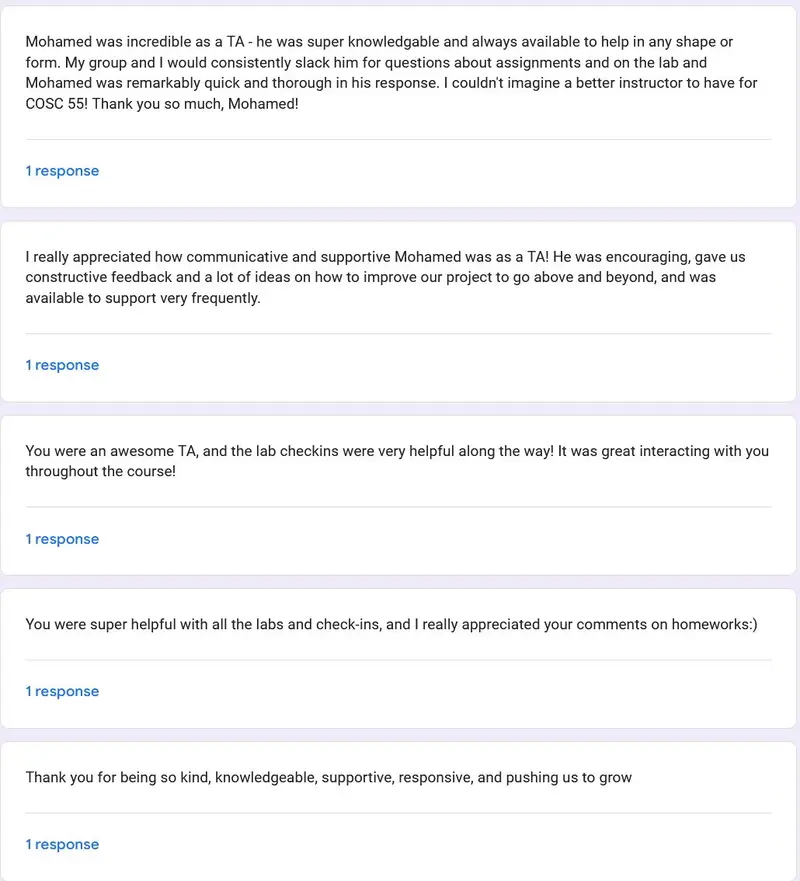 Mohamed was incredible as a TA - he was super knowledgable and always available to help in any shape or
form. My group and I would consistently slack him for questions about assignments and on the lab and
Mohamed was remarkably quick and thorough in his response. I couldn't imagine a better instructor to have for
COSC 55! Thank you so much, Mohamed!
1 response
I really appreciated how communicative and supportive Mohamed was as a TA! He was encouraging, gave us
constructive feedback and a lot of ideas on how to improve our project to go above and beyond, and was
available to support very frequently.
1 response
You were an awesome TA, and the lab checkins were very helpful along the way! It was great interacting with you
throughout the course!
1 response
You were super helpful with all the labs and check-ins, and I really appreciated your comments on homeworks:)
1 response
Thank you for being so kind, knowledgeable, supportive, responsive, and pushing us to grow
1 response